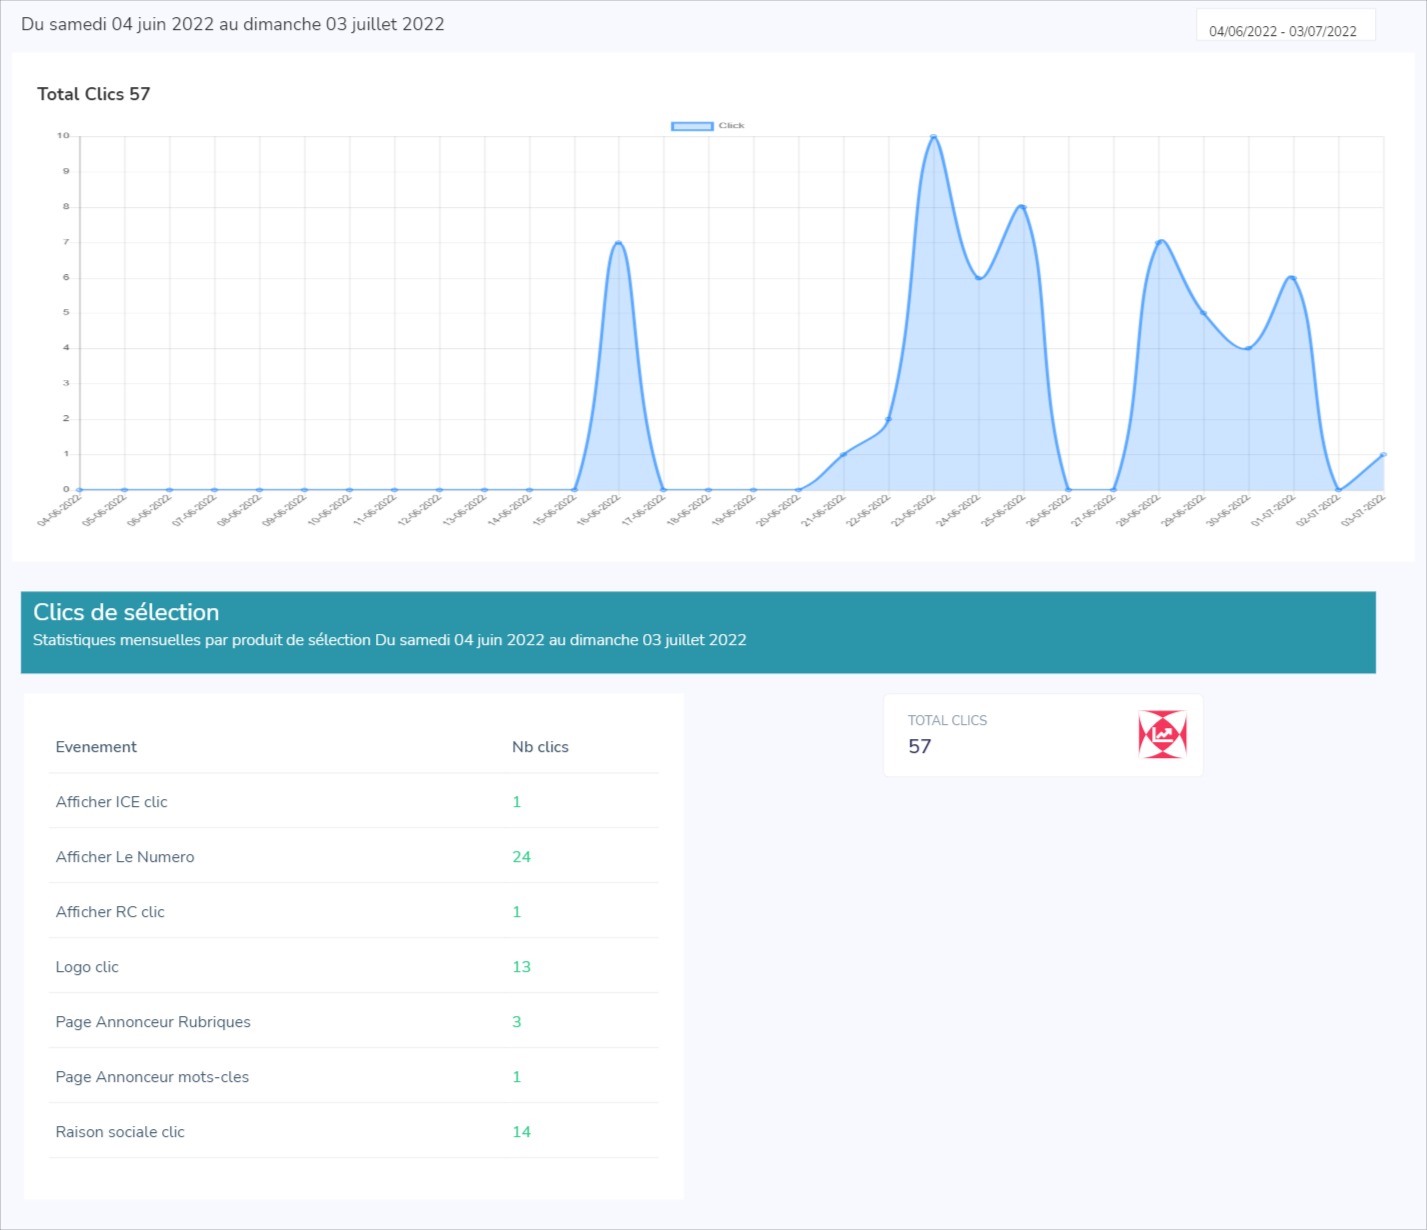 Du samedi 04 juin 2022 au dimanche 03 juillet 2022
04/06/2022 - 03/07/2022
Total Clics 57
Click
10
9
8
7
6
5
4
3
2
1
0
04-06-2022 05-06-2022 06-06-2022 07-06-2022 08-06-2022 09-06-2022 10-06-2022 11-06-2022 12-06-2022 13-06-2022 14-06-2022 15-06-2022 16-06-2022 17-06-2022 18-06-2022 19-06-2022 20-06-2022 21-06-2022 22-06-2022 23-06-2022 24-06-2022 25-06-2022 26-06-2022 27-06-2022 28-06-2022 29-06-2022 30-06-2022 01-07-2022 02-07-2022 03-07-2022
Clics de sélection
Statistiques mensuelles par produit de sélection Du samedi 04 juin 2022 au dimanche 03 juillet 2022
TOTAL CLICS
57
Evenement Nb clics
Afficher ICE clic 1
Afficher Le Numero 24
Afficher RC clic 1
Logo clic 13
Page Annonceur Rubriques 3
Page Annonceur mots-cles 1
Raison sociale clic 14